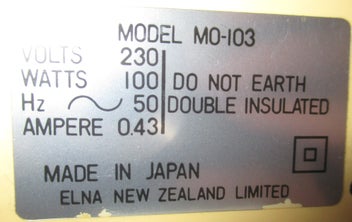 MODEL MO-103
VOLTS 230
WATTS 100 DO NOT EARTH
Hz ~ 50 DOUBLE INSULATED
AMPERE 0.43
MADE IN JAPAN
ELNA NEW ZEALAND LIMITED